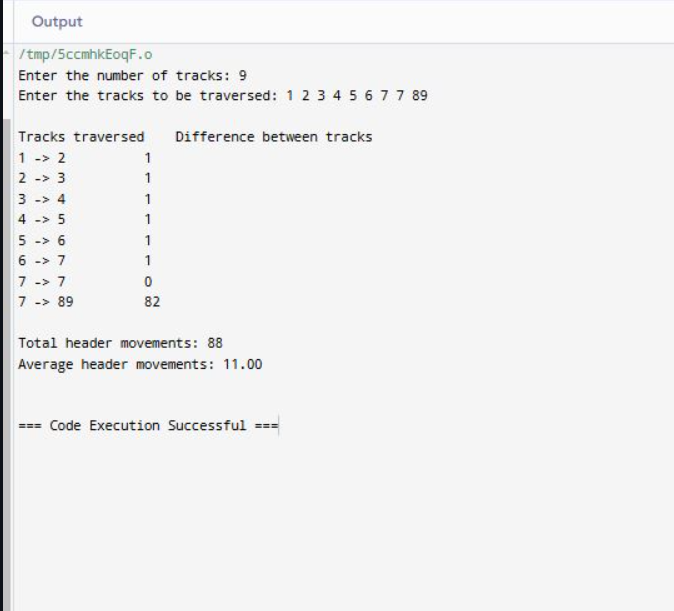 Output
/tmp/5ccmhkEoqF.o
Enter the number of tracks: 9
Enter the tracks to be traversed: 1 2 3 4 5 6 7 7 89
Tracks traversed    Difference between tracks
1 -> 2    1
2 -> 3    1
3 -> 4    1
4 -> 5    1
5 -> 6    1
6 -> 7    1
7 -> 7    0
7 -> 89    82
Total header movements: 88
Average header movements: 11.00
=== Code Execution Successful ===